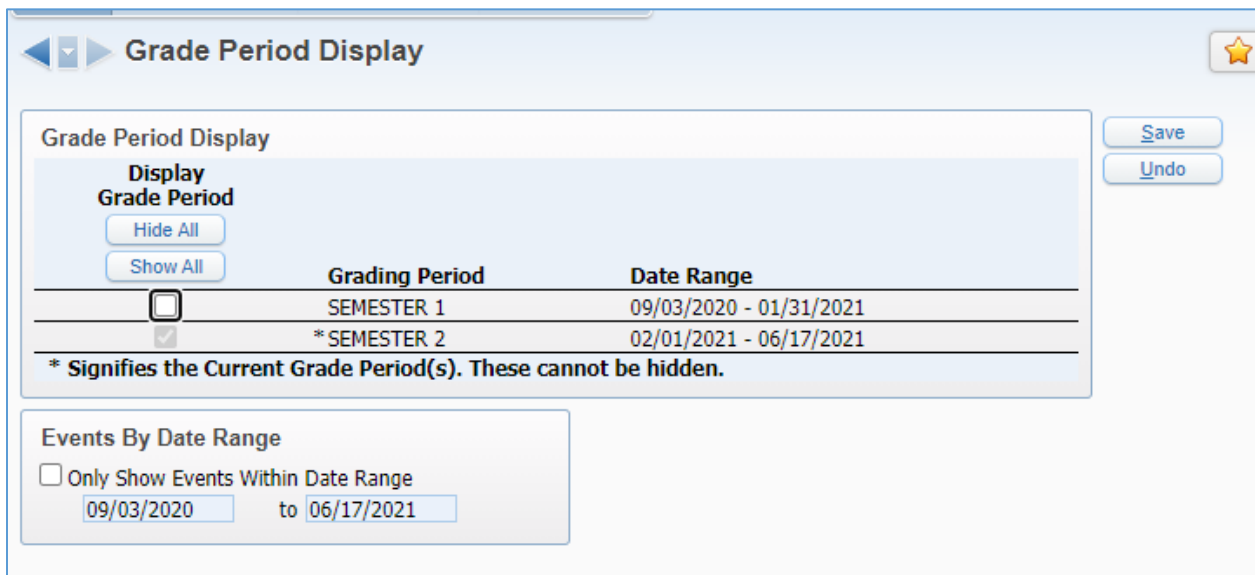 Grade Period Display
Grade Period Display
Save
Undo
Display
Grade Period
Hide All
Show All
Grading Period Date Range
SEMESTER 1 09/03/2020 - 01/31/2021
* SEMESTER 2 02/01/2021 - 06/17/2021
* Signifies the Current Grade Period(s). These cannot be hidden.
Events By Date Range
Only Show Events Within Date Range
09/03/2020 to 06/17/2021